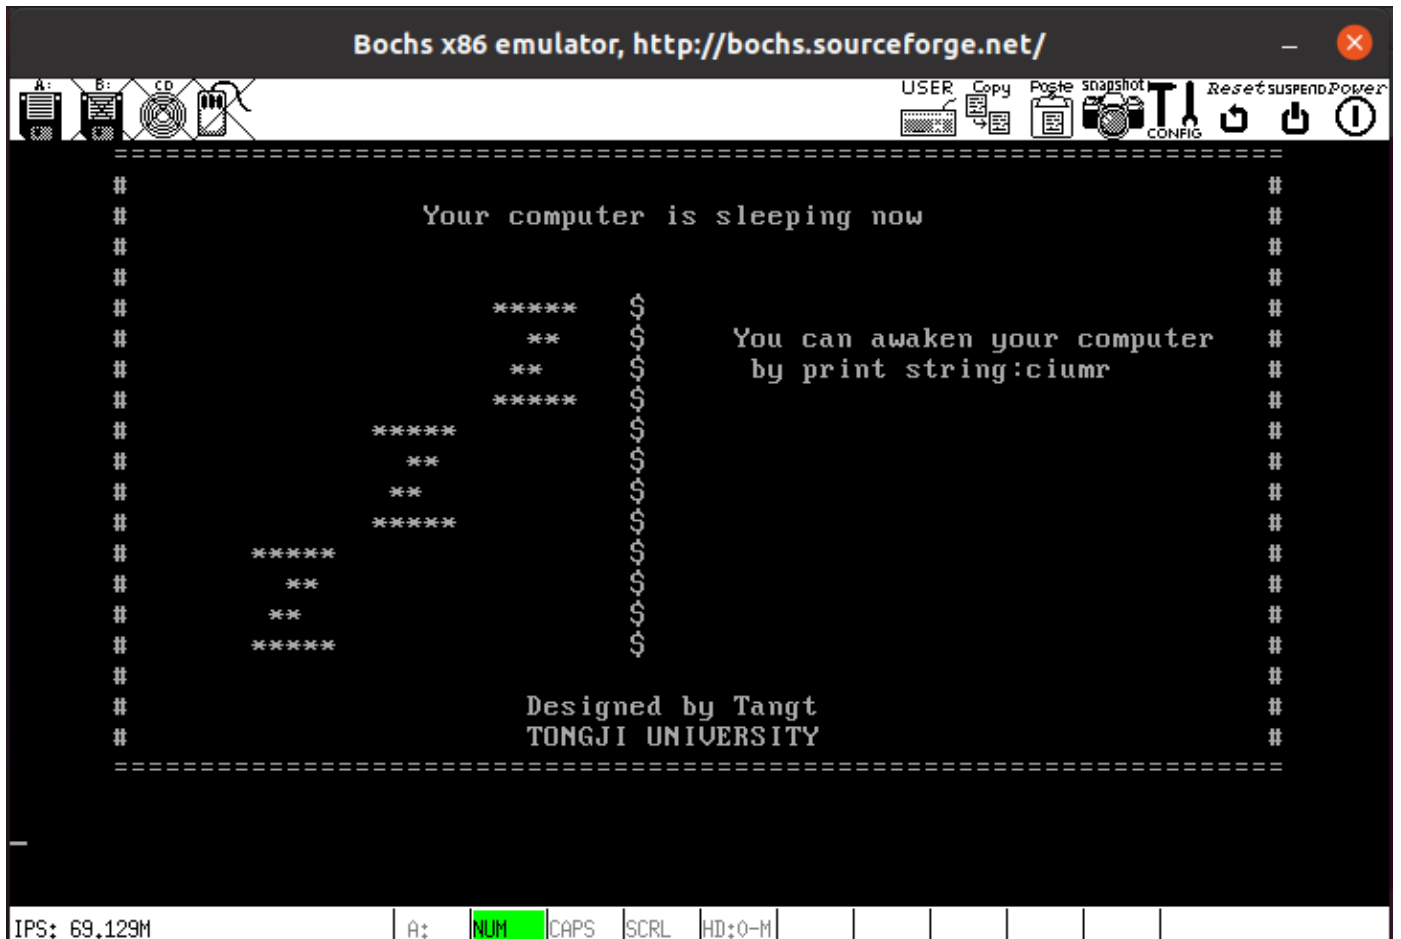 Bochs x86 emulator, http://bochs.sourceforge.net/
A: B: CD USER Copy Paste snapshot CONFIG Reset SUSPEND Power
====================================================================
# #
# Your computer is sleeping now #
# #
# #
# ***** $ #
# ** $ You can awaken your computer #
# ** $ by print string:ciumr #
# ***** $ #
# ***** $ #
# ** $ #
# ** $ #
# ***** $ #
# ***** $ #
# ** $ #
# ** $ #
# ***** $ #
# #
# Designed by Tangt #
# TONGJI UNIVERSITY #
====================================================================
_
IPS: 69.129M A: NUM CAPS SCRL HD:0-M